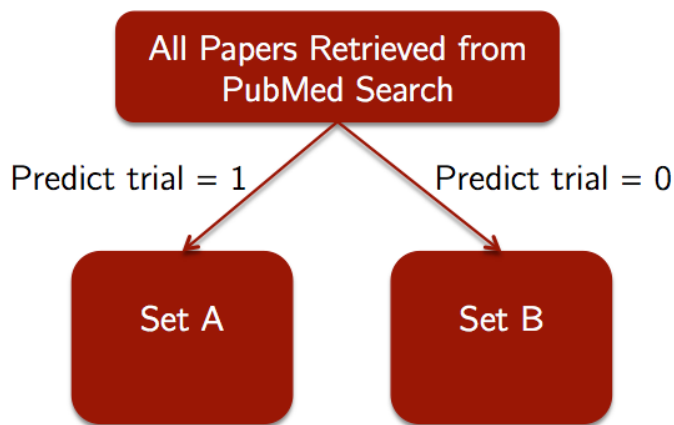 All Papers Retrieved from
PubMed Search
Predict trial = 1
Predict trial = 0
Set A
Set B